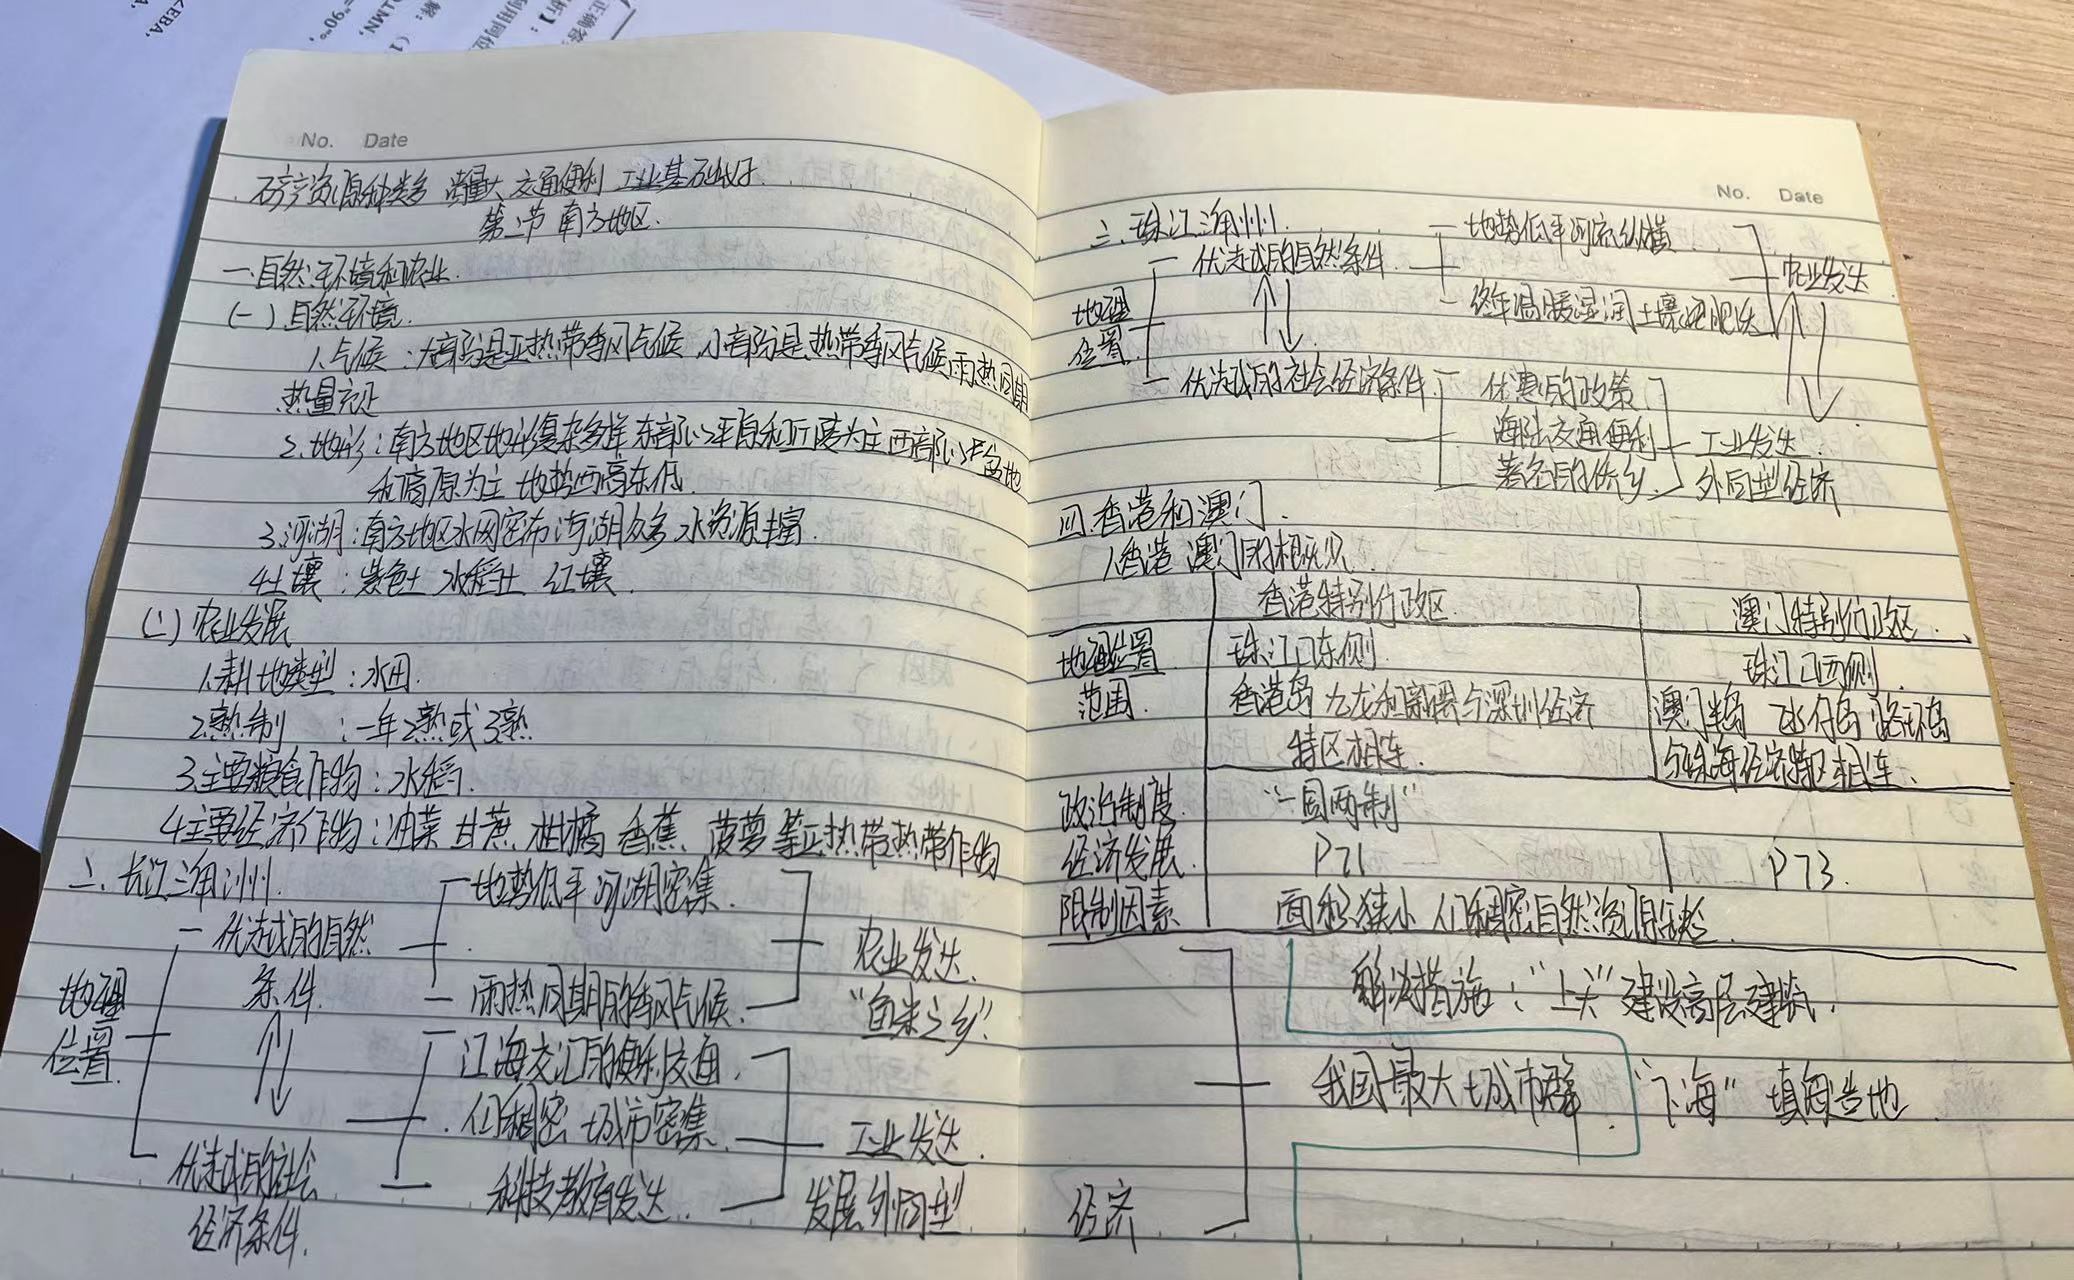 No. Date
矿产资源种类多 储量大 交通便利 工业基础好
第二节 南方地区
一.自然环境和农业
(一)自然环境.
1.气候:大部分是亚热带季风气候,小部分是热带季风气候 雨热同期
热量充足
2.地形:南方地区地形复杂多样 东部以平原和丘陵为主 西部以盆地
和高原为主 地势西高东低.
3.河湖:南方地区水网密布 河湖众多 水资源丰富.
4.土壤:紫色土 水稻土 红壤.
(二)农业发展
1.耕地类型:水田.
2.熟制 :一年2熟或3熟
3.主要粮食作物:水稻.
4.主要经济作物:油菜 甘蔗 柑橘 香蕉 菠萝等亚热带热带作物
二.长江三角洲.
地势低平 河湖密集.
优越的自然
条件.
农业发达.
地理
位置.
雨热同期的季风气候.
"鱼米之乡".
江海交汇的便利交通.
人口稠密 城市密集.
工业发达.
优越的社会
经济条件.
科技教育发达.
发展外向型
No. Date
三.珠江三角洲.
地势低平 河流纵横
优越的自然条件.
农业发达.
终年温暖湿润 土壤肥沃
地理
位置.
优越的社会经济条件.
优惠的政策
海陆交通便利
工业发达.
著名的侨乡.
外向型经济
四.香港和澳门.
1.香港 澳门的概况.
香港特别行政区.
澳门特别行政区.
地理位置
珠江口东侧.
珠江口西侧.
范围.
香港岛 九龙和新界与深圳经济
特区相连.
澳门半岛 氹仔岛 路环岛
与珠海经济特区相连.
政治制度.
"一国两制"
经济发展.
P71
P73.
限制因素
面积狭小 人口稠密 自然资源短缺
解决措施:"上天"建设高层建筑.
我国最大城市群.
"下海" 填海造地.
经济